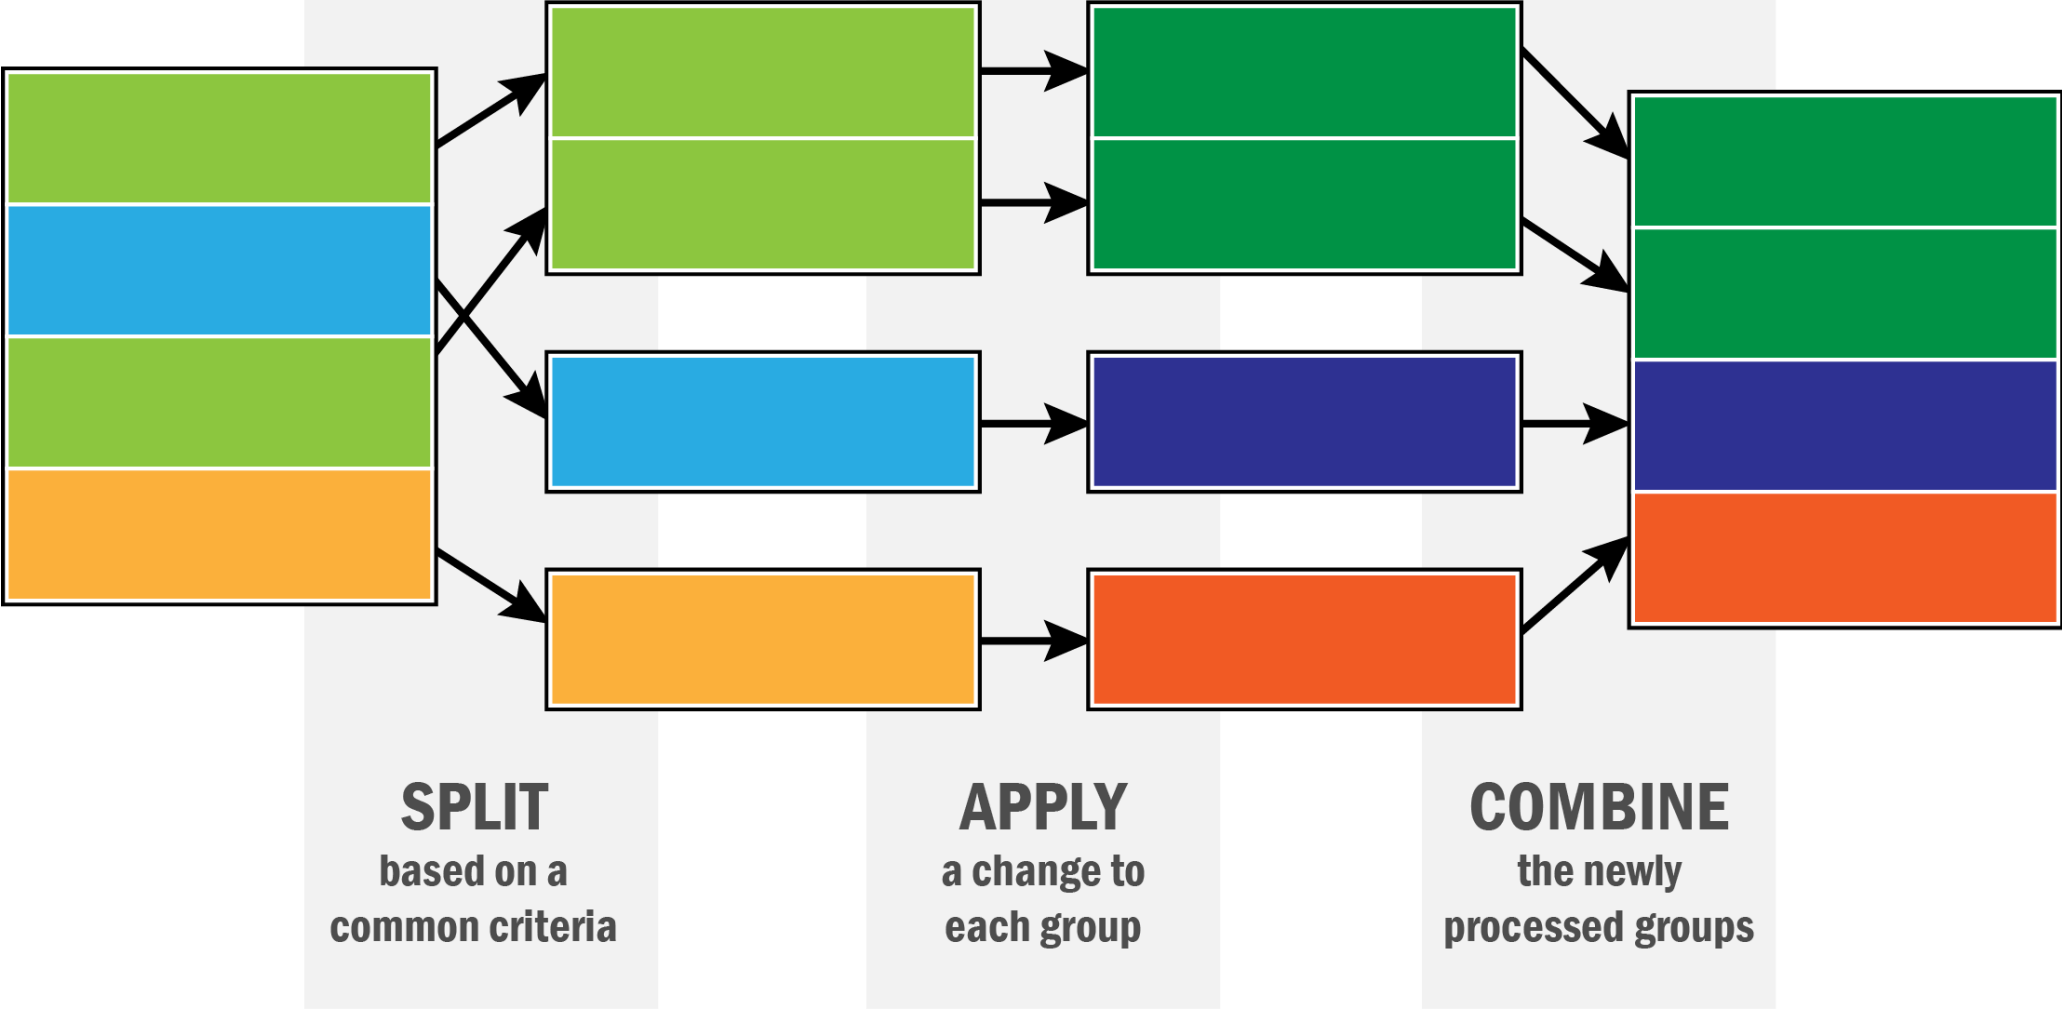 SPLIT
based on a
common criteria
APPLY
a change to
each group
COMBINE
the newly
processed groups